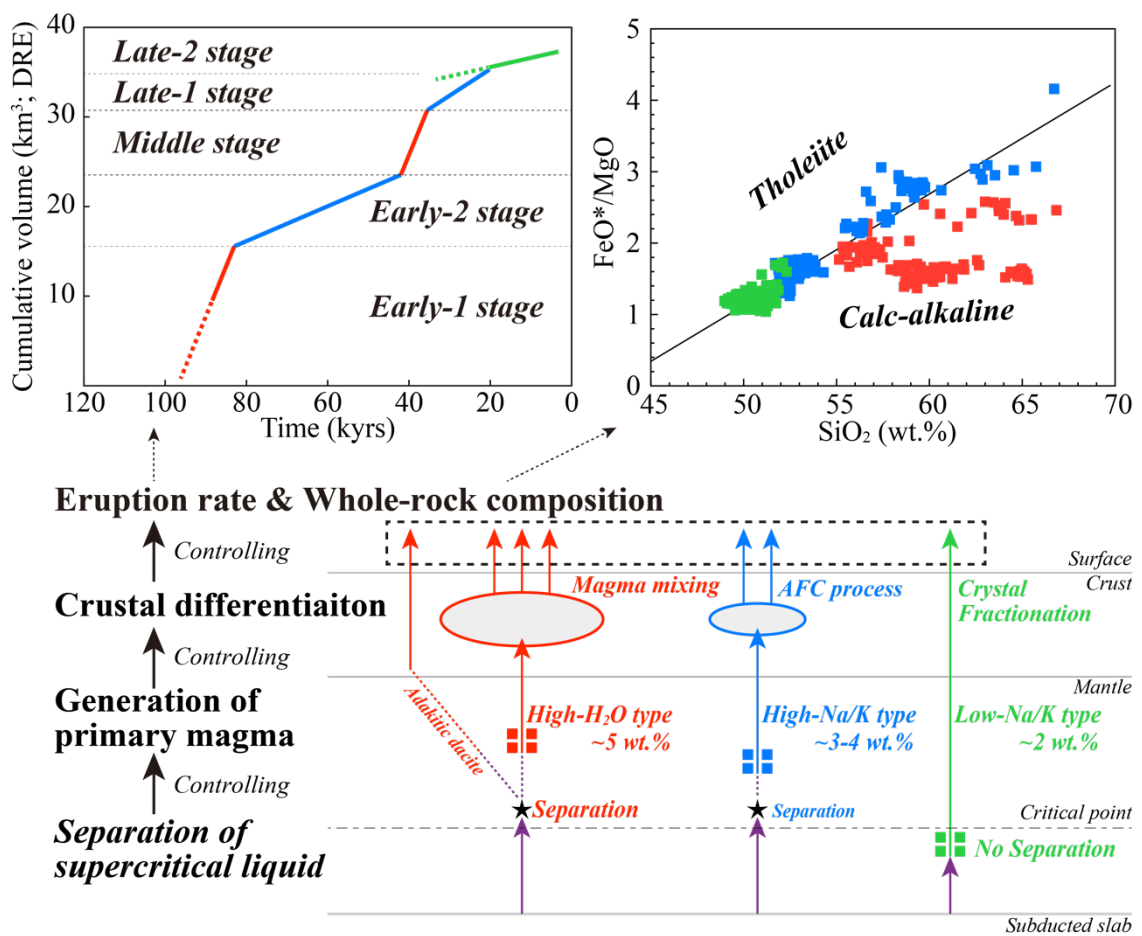 Cumulative volume (km³; DRE)
40
30
20
10
Late-2 stage
Late-1 stage
Middle stage
Early-2 stage
Early-1 stage
120
100
80
60
40
20
0
Time (kyrs)
FeO*/MgO
5
4
3
2
1
0
Tholeiite
Calc-alkaline
45
50
55
60
65
70
SiO₂ (wt.%)
Eruption rate & Whole-rock composition
Controlling
Crustal differentiaiton
Controlling
Generation of
primary magma
Controlling
Separation of
supercritical liquid
Surface
Crust
Magma mixing
AFC process
Crystal
Fractionation
Mantle
Adakitic dacite
High-H₂O type
~5 wt.%
High-Na/K type
~3-4 wt.%
Low-Na/K type
~2 wt.%
Separation
Separation
Critical point
No Separation
Subducted slab